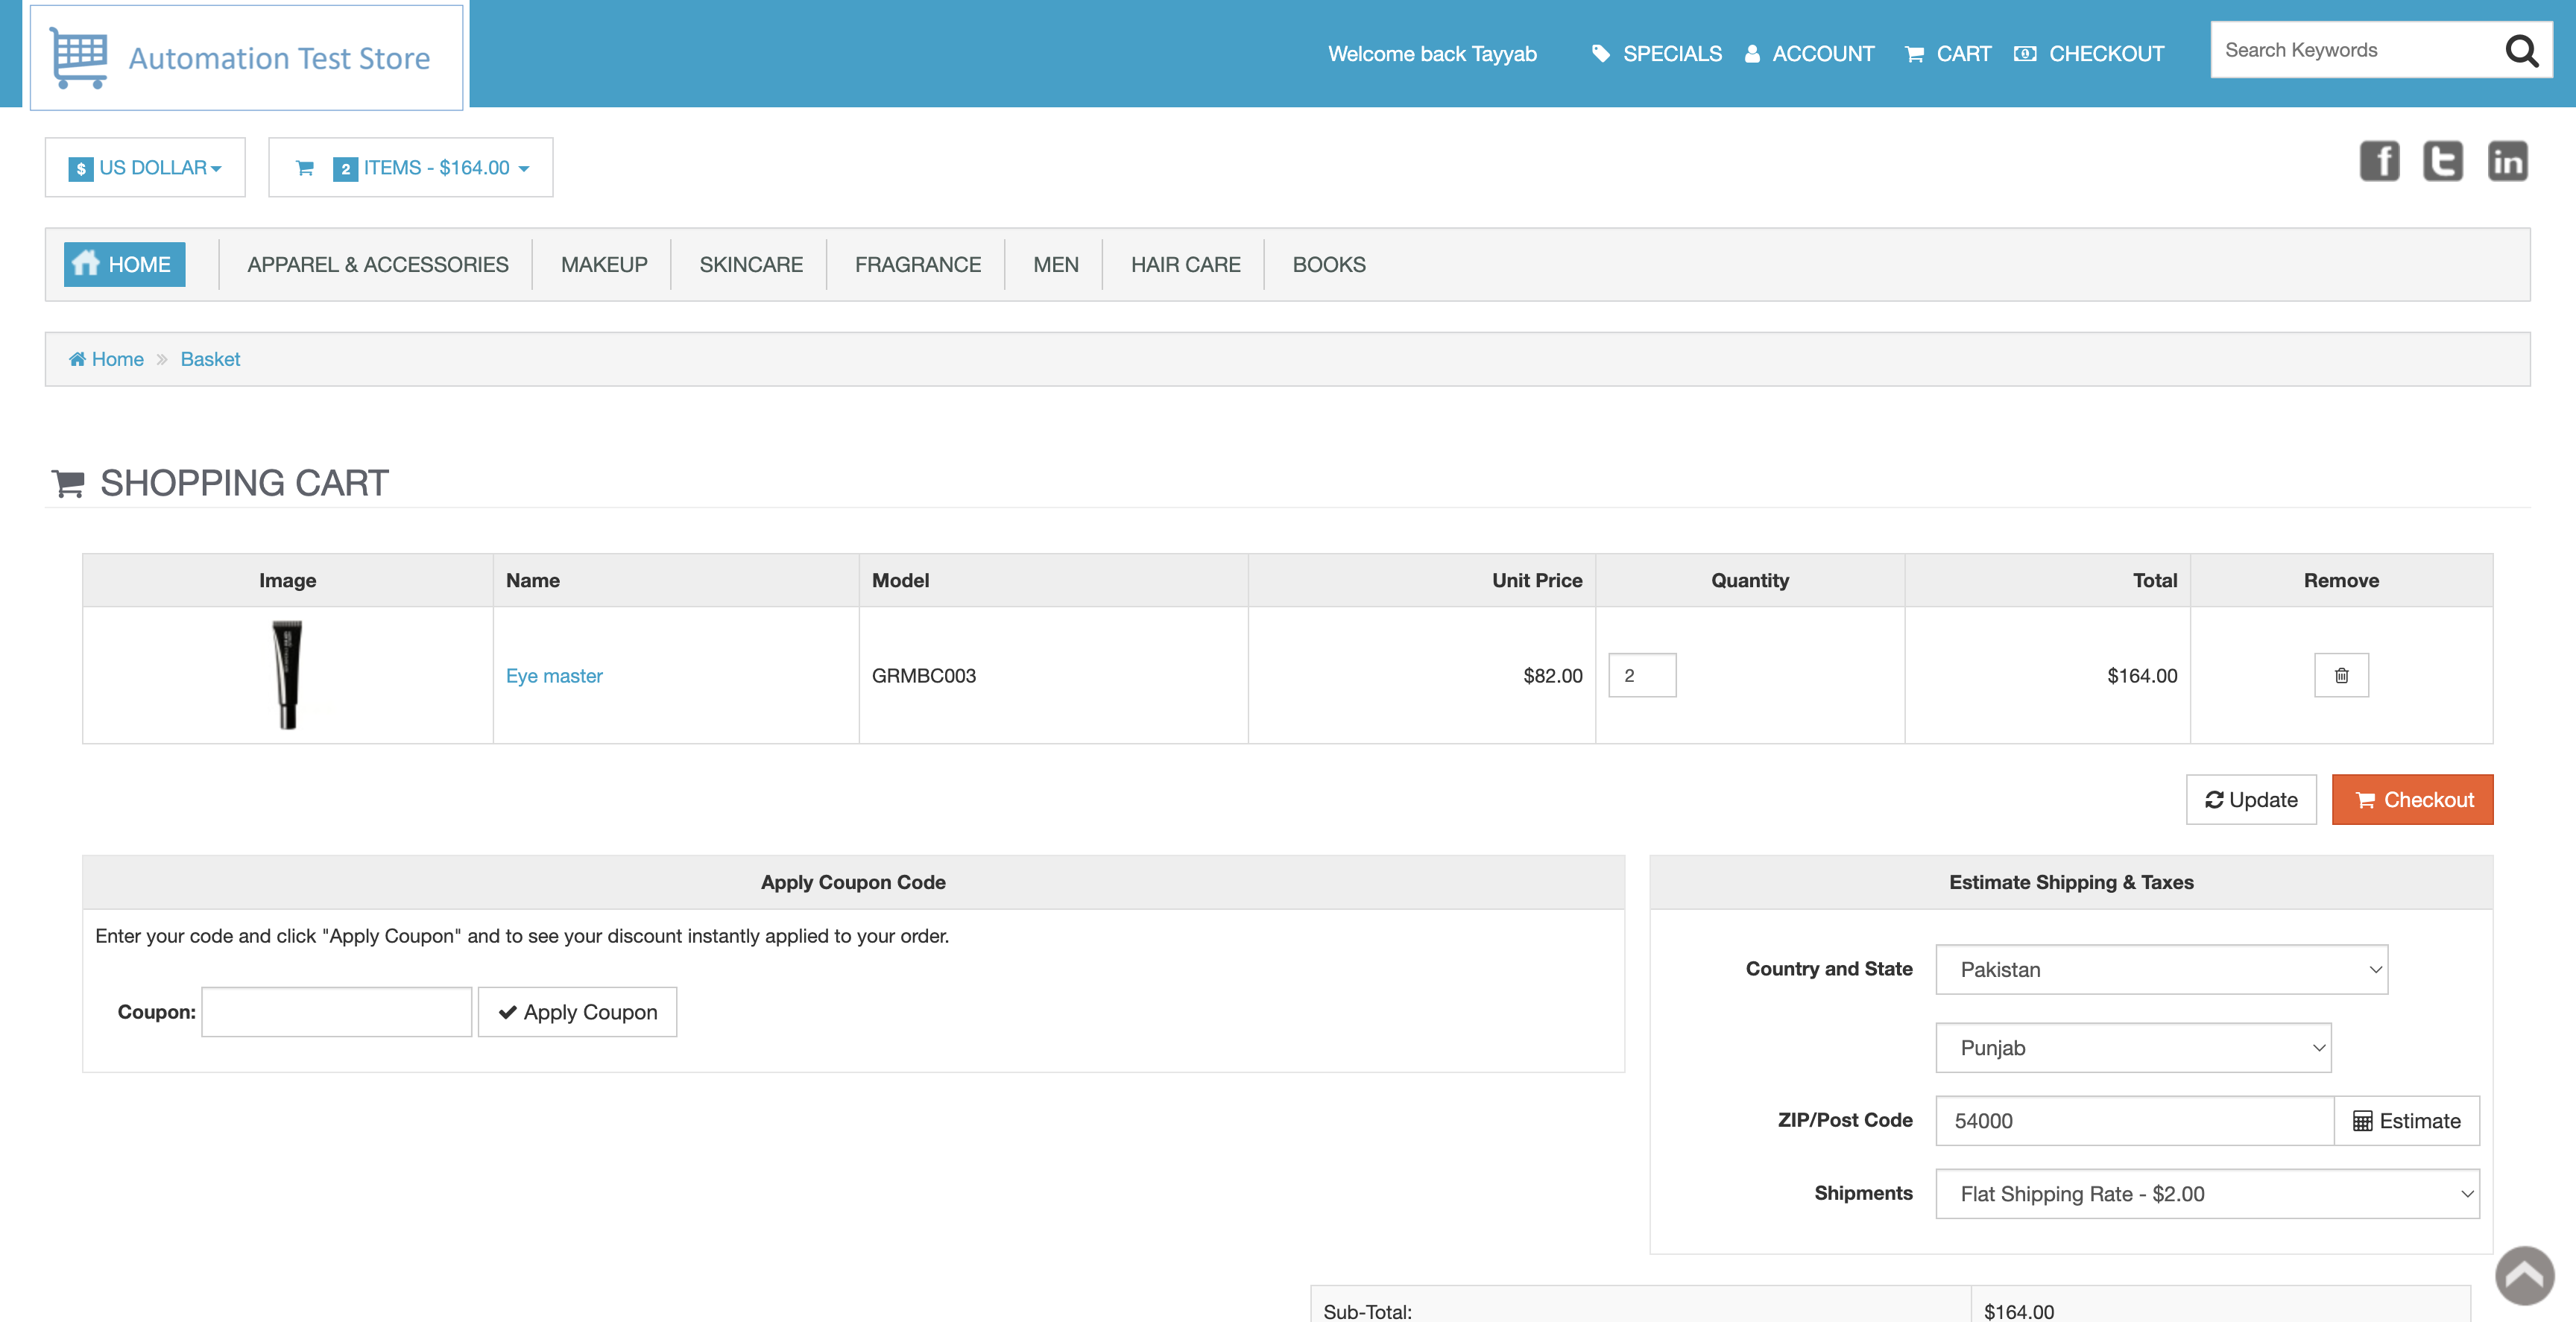 Automation Test Store
Welcome back Tayyab SPECIALS ACCOUNT CART CHECKOUT Search Keywords
$ US DOLLAR 2 ITEMS - $164.00
HOME APPAREL & ACCESSORIES MAKEUP SKINCARE FRAGRANCE MEN HAIR CARE BOOKS
Home Basket
SHOPPING CART
Image Name Model Unit Price Quantity Total Remove
Eye master GRMBC003 $82.00 2 $164.00
Update Checkout
Apply Coupon Code
Enter your code and click "Apply Coupon" and to see your discount instantly applied to your order.
Coupon: Apply Coupon
Estimate Shipping & Taxes
Country and State Pakistan
Punjab
ZIP/Post Code 54000 Estimate
Shipments Flat Shipping Rate - $2.00
Sub-Total: $164.00